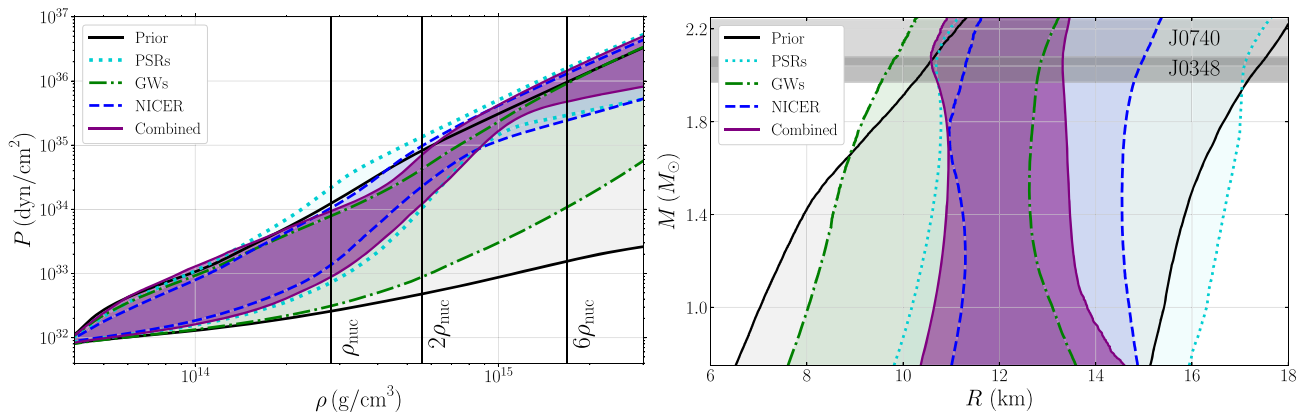 10^37
10^36
10^35
10^34
10^33
10^32
P (dyn/cm^2)
Prior
PSRs
GWs
NICER
Combined
ρ_nuc
2ρ_nuc
6ρ_nuc
10^14
10^15
ρ (g/cm^3)
2.2
1.8
1.4
1.0
M (M_⊙)
Prior
PSRs
GWs
NICER
Combined
J0740
J0348
6
8
10
12
14
16
18
R (km)